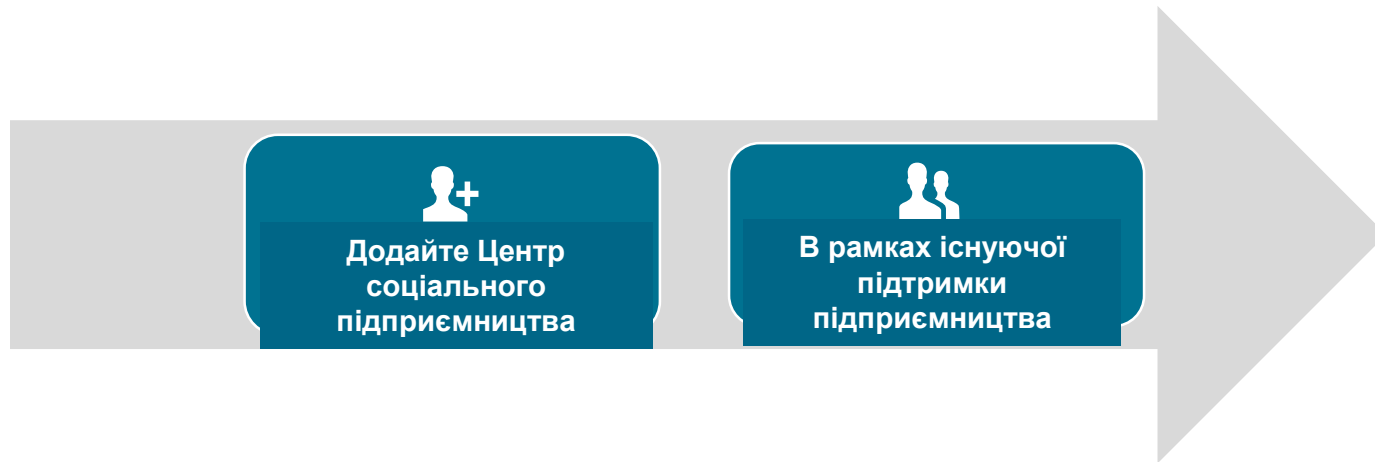 Додайте Центр
соціального
підприємництва
В рамках існуючої
підтримки
підприємництва